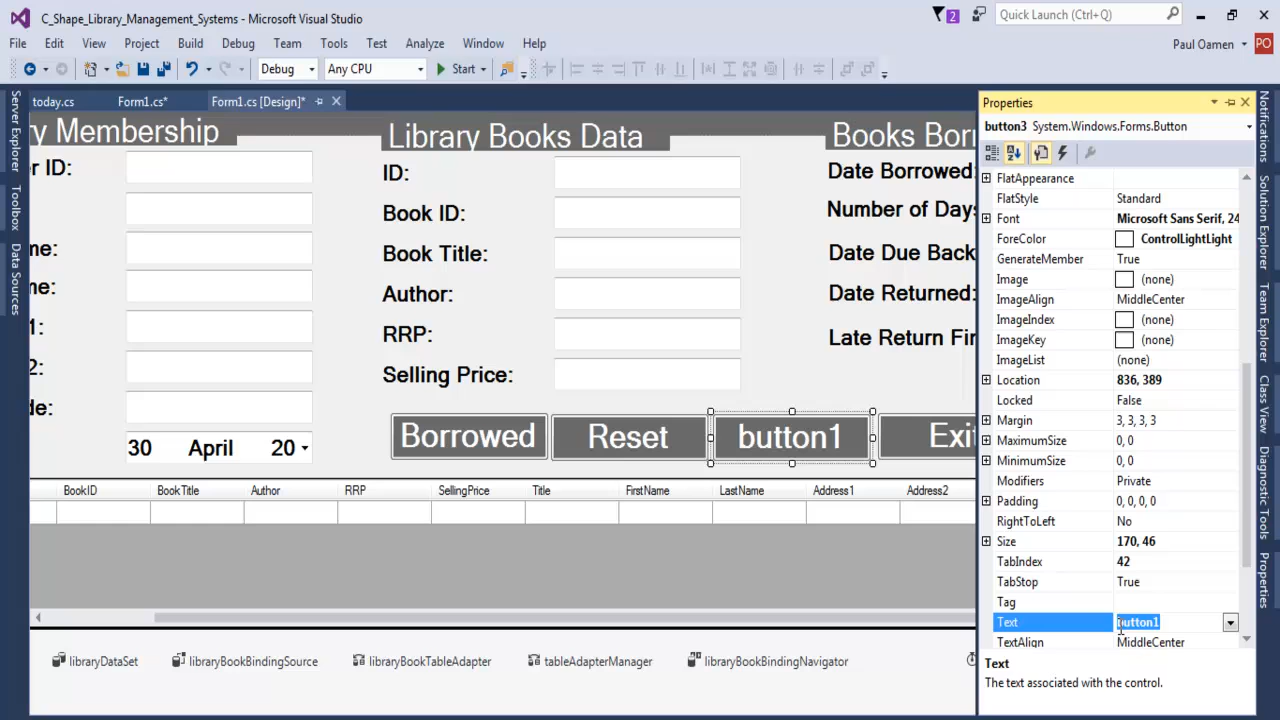 C_Shape_Library_Management_Systems - Microsoft Visual Studio
2
Quick Launch (Ctrl+Q)
File Edit View Project Build Debug Team Tools Test Analyze Window Help
Paul Oamen PO
Debug Any CPU Start
today.cs Form1.cs* Form1.cs [Design]*
Server Explorer
Toolbox
Data Sources
ry Membership
Library Books Data
Books Bor
er ID:
ID:
Date Borrowed:
Book ID:
Number of Days
me:
Book Title:
Date Due Back
me:
Author:
Date Returned:
1:
RRP:
Late Return Fin
2:
Selling Price:
de:
30 April 20
Borrowed Reset button1 Exit
BookID BookTitle Author RRP SellingPrice Title FirstName LastName Address1 Address2
libraryDataSet libraryBookBindingSource libraryBookTableAdapter tableAdapterManager libraryBookBindingNavigator
Properties
button3 System.Windows.Forms.Button
FlatAppearance
FlatStyle Standard
Font Microsoft Sans Serif, 24
ForeColor ControlLightLight
GenerateMember True
Image (none)
ImageAlign MiddleCenter
ImageIndex (none)
ImageKey (none)
ImageList (none)
Location 836, 389
Locked False
Margin 3, 3, 3, 3
MaximumSize 0, 0
MinimumSize 0, 0
Modifiers Private
Padding 0, 0, 0, 0
RightToLeft No
Size 170, 46
TabIndex 42
TabStop True
Tag
Text button1
TextAlign MiddleCenter
Text
The text associated with the control.
Notifications
Solution Explorer
Team Explorer
Class View
Diagnostic Tools
Properties